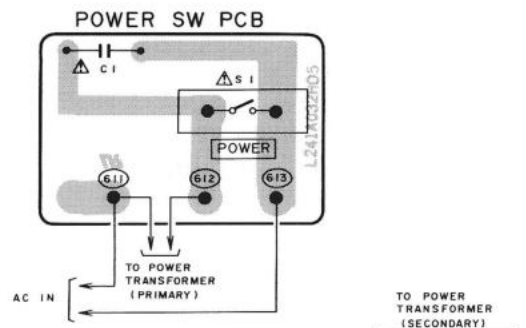 POWER SW PCB
C1
S1
POWER
L241A032MD5
611
612
613
TO POWER
TRANSFORMER
(PRIMARY)
AC IN
TO POWER
TRANSFORMER
(SECONDARY)